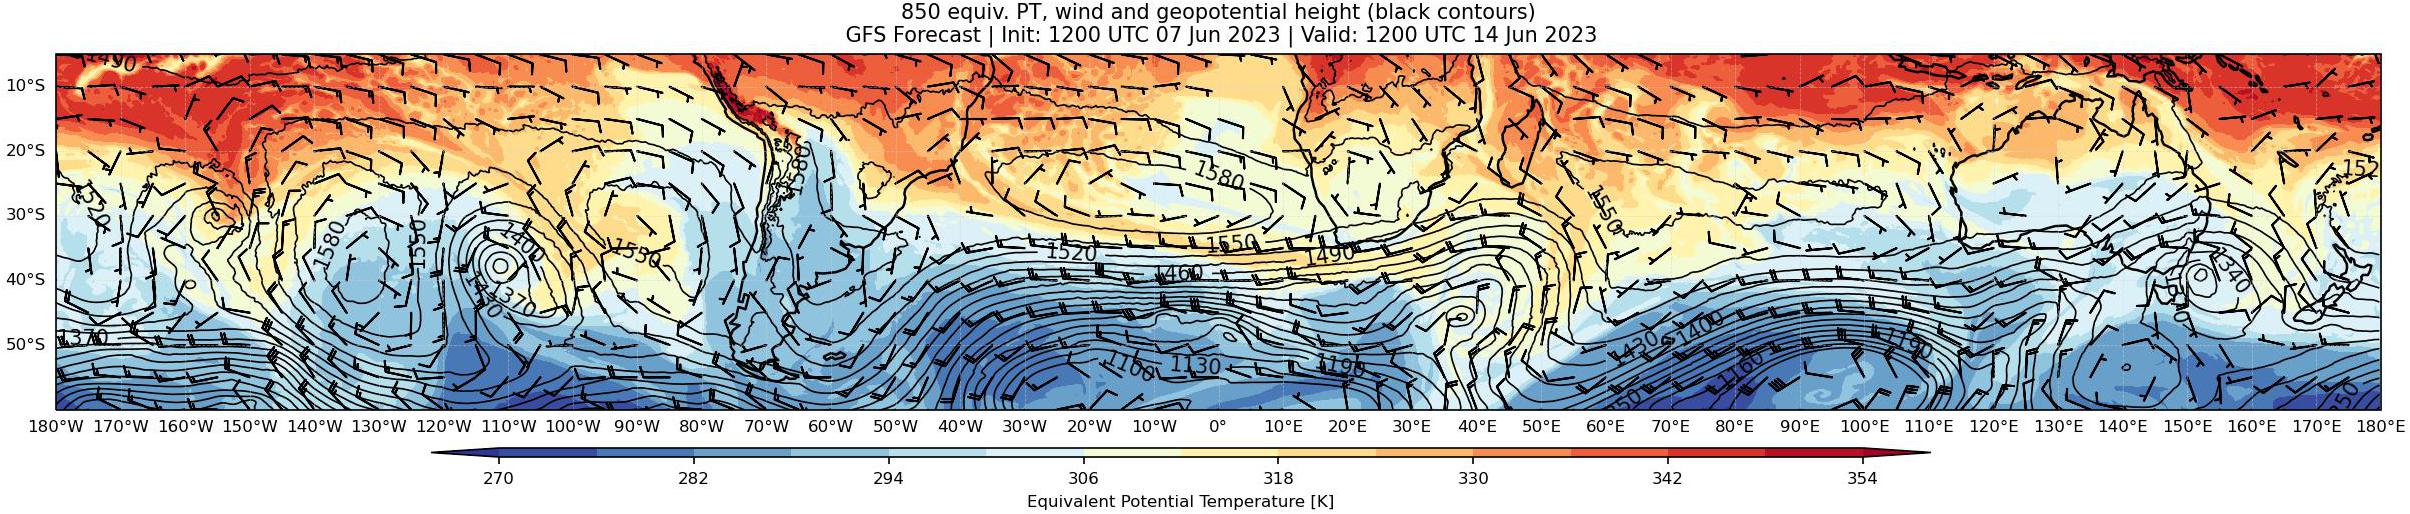 850 equiv. PT, wind and geopotential height (black contours)
GFS Forecast | Init: 1200 UTC 07 Jun 2023 | Valid: 1200 UTC 14 Jun 2023
10°S
20°S
30°S
40°S
50°S
1490
1520
1580
1550
1400
1430
1370
1550
1370
1560
1580
1520
1550
1490
1460
1160
1130
1190
1550
1430
1400
1160
1190
1340
180°W 170°W 160°W 150°W 140°W 130°W 120°W 110°W 100°W 90°W 80°W 70°W 60°W 50°W 40°W 30°W 20°W 10°W 0° 10°E 20°E 30°E 40°E 50°E 60°E 70°E 80°E 90°E 100°E 110°E 120°E 130°E 140°E 150°E 160°E 170°E 180°E
270 282 294 306 318 330 342 354
Equivalent Potential Temperature [K]